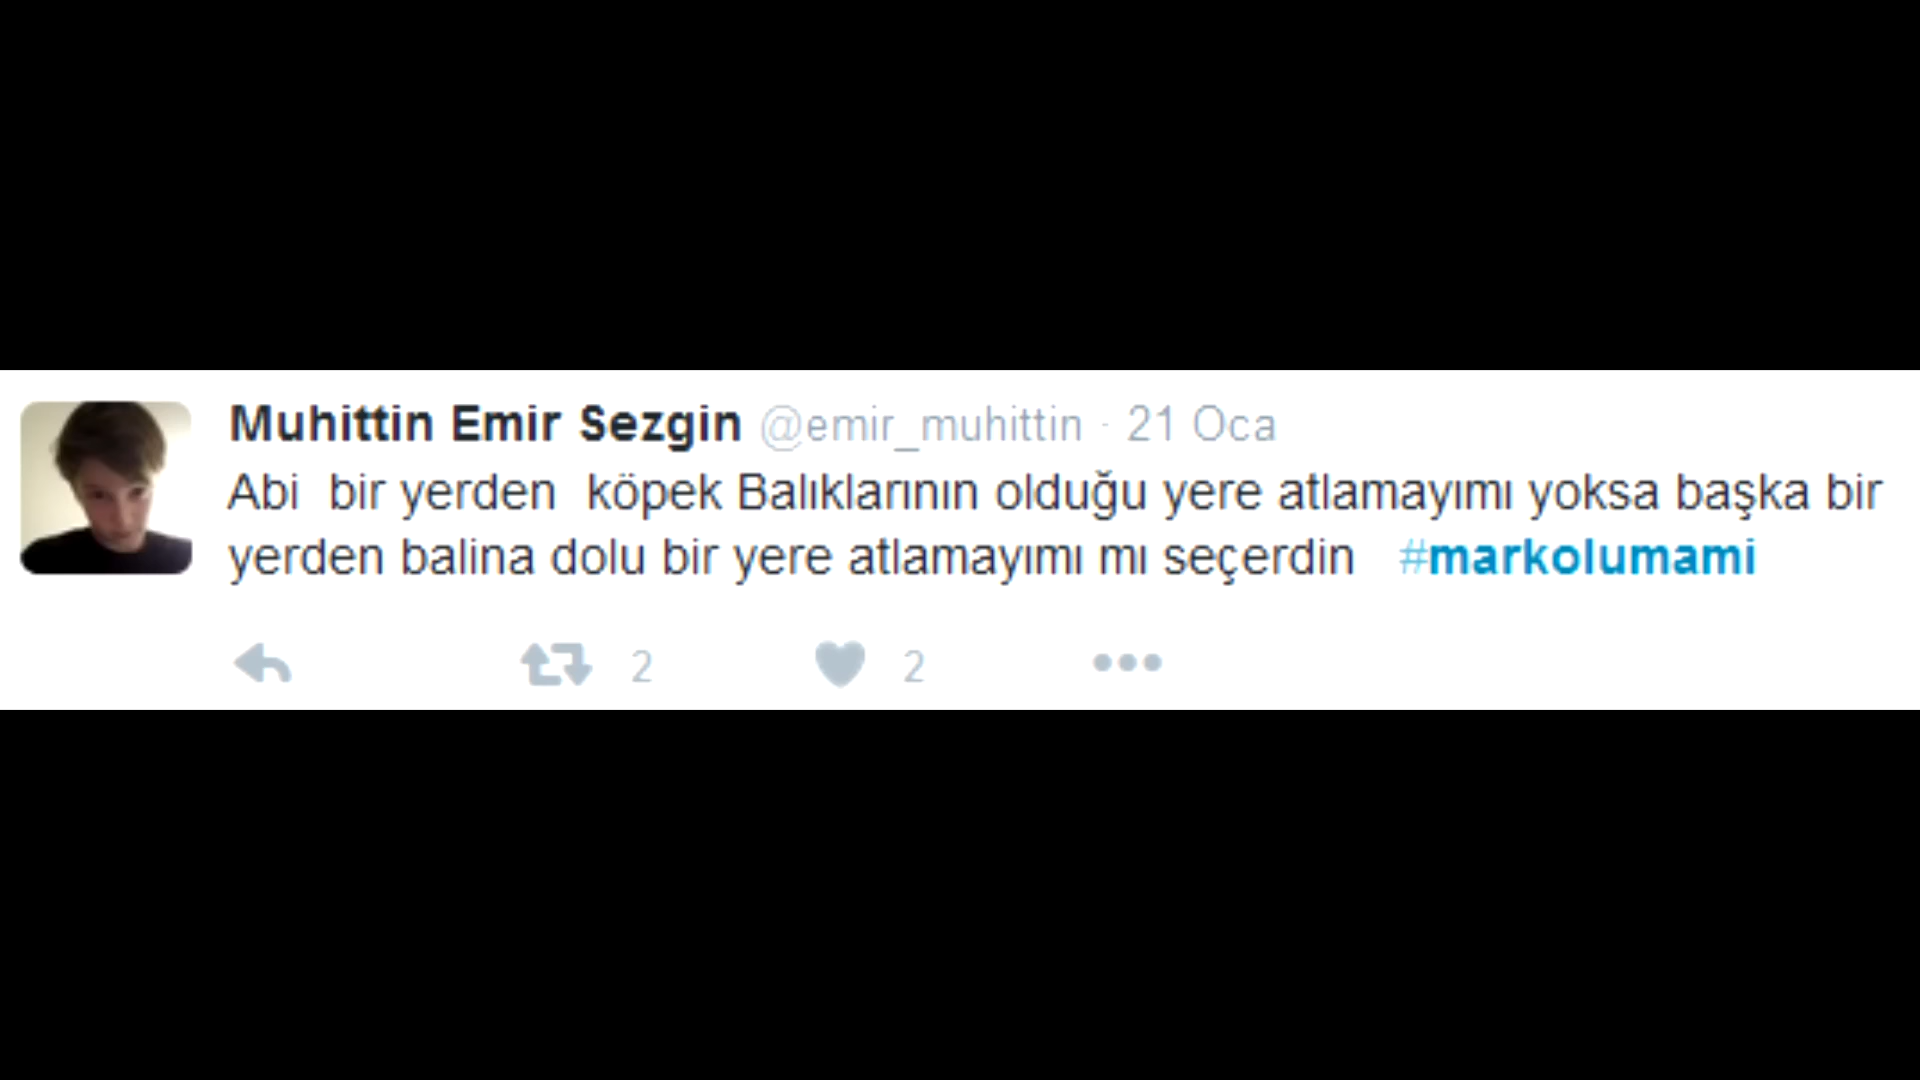 Muhittin Emir Sezgin @emir_muhittin · 21 Oca
Abi bir yerden köpek Balıklarının olduğu yere atlamayımı yoksa başka bir
yerden balina dolu bir yere atlamayımı mı seçerdin #markolumami
2 2